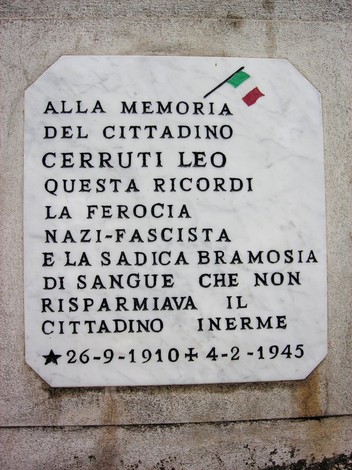 ALLA MEMORIA
DEL CITTADINO
CERRUTI LEO
QUESTA RICORDI
LA FEROCIA
NAZI-FASCISTA
E LA SADICA BRAMOSIA
DI SANGUE CHE NON
RISPARMIAVA IL
CITTADINO INERME
★ 26-9-1910 ✝ 4-2-1945